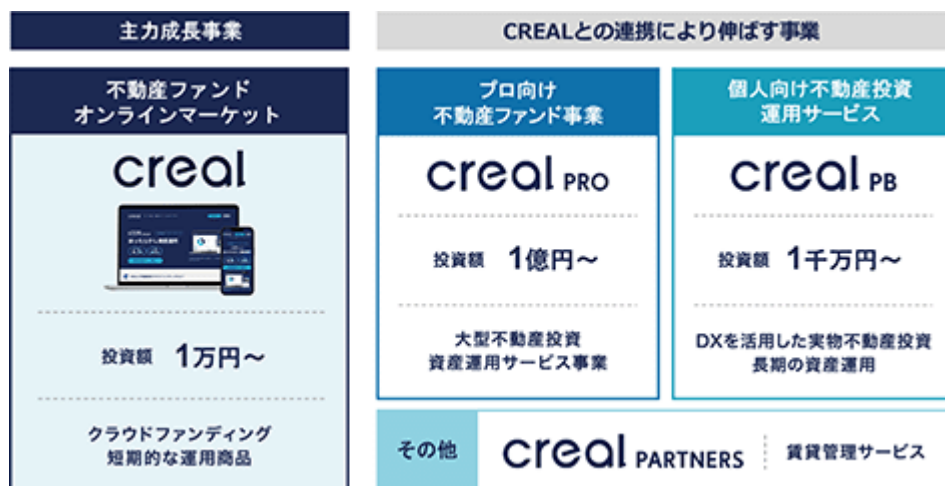 主力成長事業
CREALとの連携により伸ばす事業
不動産ファンド
オンラインマーケット
creal
投資額 1万円～
クラウドファンディング
短期的な運用商品
プロ向け
不動産ファンド事業
creal PRO
投資額 1億円～
大型不動産投資
資産運用サービス事業
個人向け不動産投資
運用サービス
creal PB
投資額 1千万円～
DXを活用した実物不動産投資
長期の資産運用
その他 creal PARTNERS 賃貸管理サービス